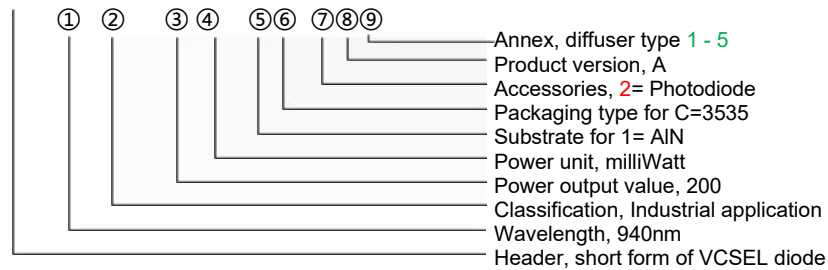 ① ② ③ ④ ⑤ ⑥ ⑦ ⑧ ⑨
Annex, diffuser type 1 - 5
Product version, A
Accessories, 2= Photodiode
Packaging type for C=3535
Substrate for 1= AlN
Power unit, milliWatt
Power output value, 200
Classification, Industrial application
Wavelength, 940nm
Header, short form of VCSEL diode